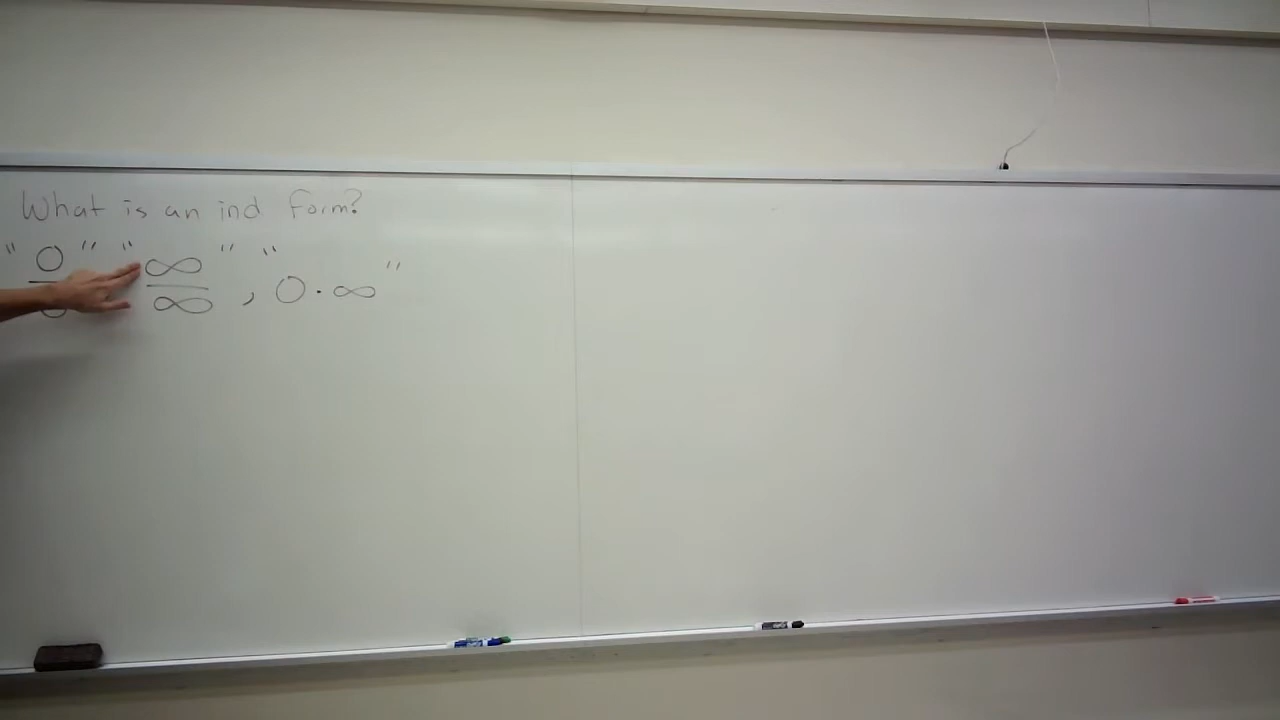 What is an ind form?
"0/0" "∞/∞", "0·∞"